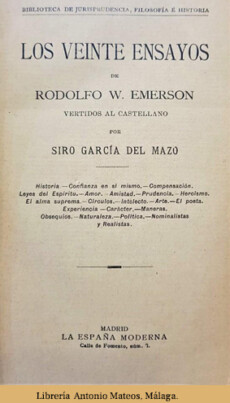 BIBLIOTECA DE JURISPRUDENCIA, FILOSOFÍA É HISTORIA
LOS VEINTE ENSAYOS
DE
RODOLFO W. EMERSON
VERTIDOS AL CASTELLANO
POR
SIRO GARCÍA DEL MAZO
Historia.—Confianza en sí mismo.—Compensación.
Leyes del Espíritu.—Amor.—Amistad.—Prudencia.—Heroísmo.
El alma suprema.—Círculos.—Intelecto.—Arte.—El poeta.
Experiencia.—Carácter.—Maneras.
Obsequios.—Naturaleza.—Política.—Nominalistas
y Realistas.
MADRID
LA ESPAÑA MODERNA
Calle de Fomento, núm. 7.
Librería Antonio Mateos. Málaga.